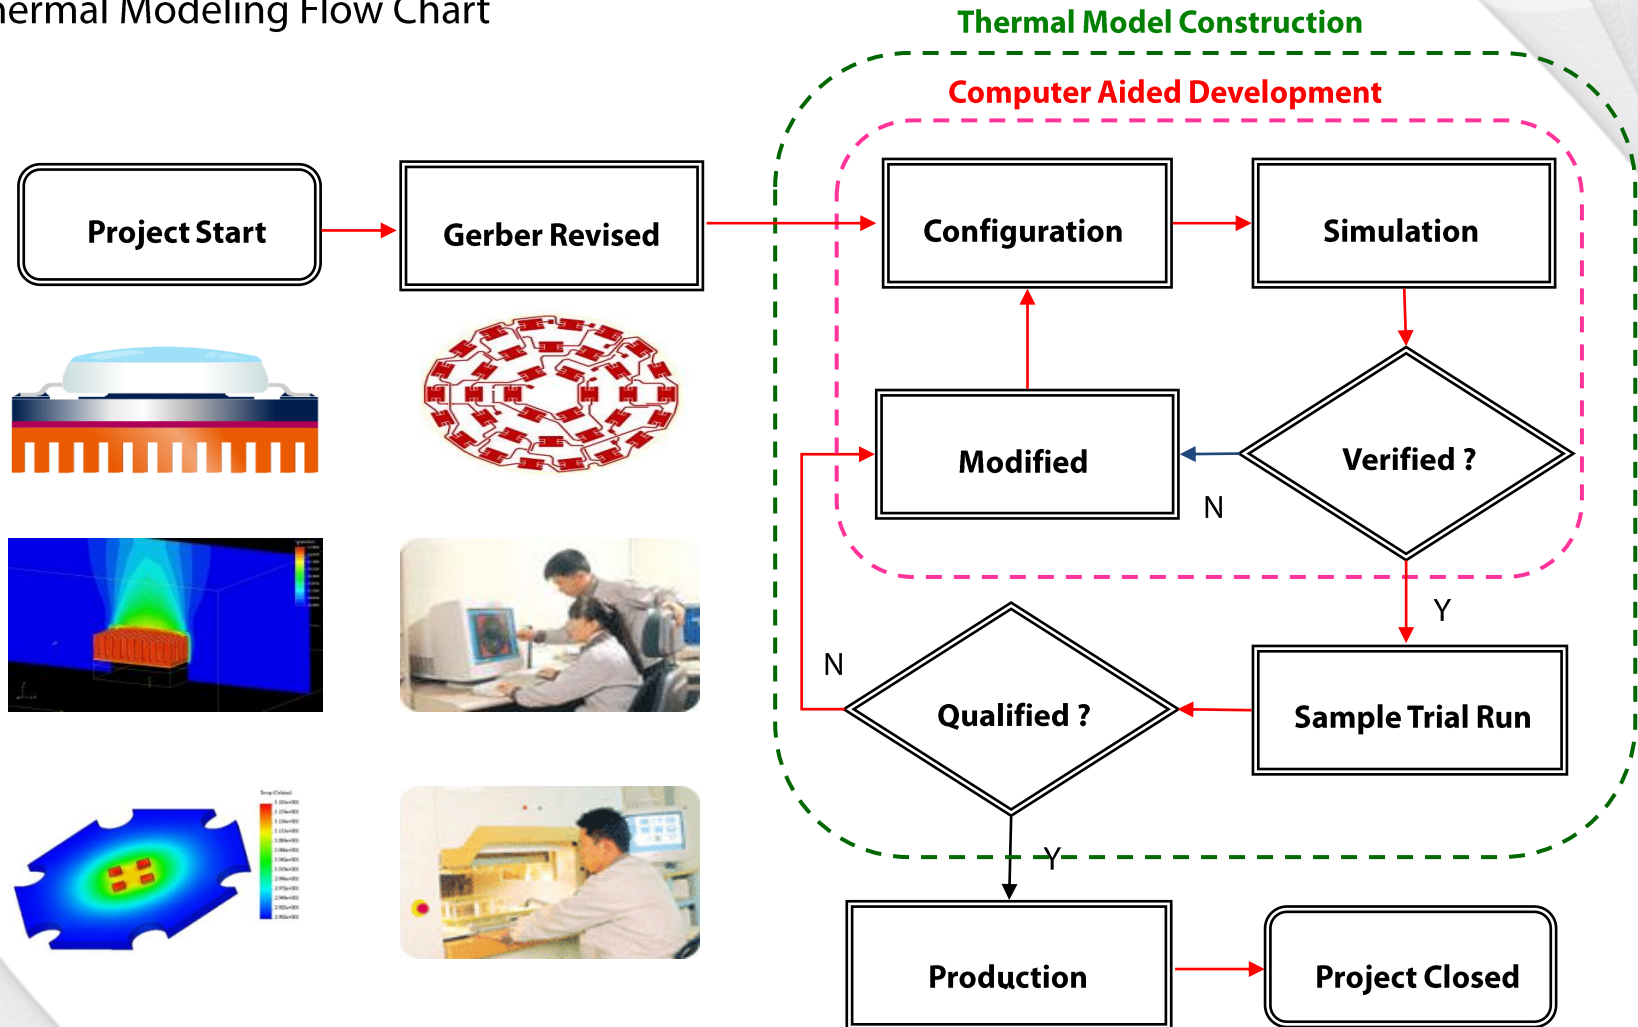 hermal Modeling Flow Chart
Thermal Model Construction
Computer Aided Development
Project Start
Gerber Revised
Configuration
Simulation
Modified
Verified ?
N
Y
N
Qualified ?
Sample Trial Run
Y
Production
Project Closed